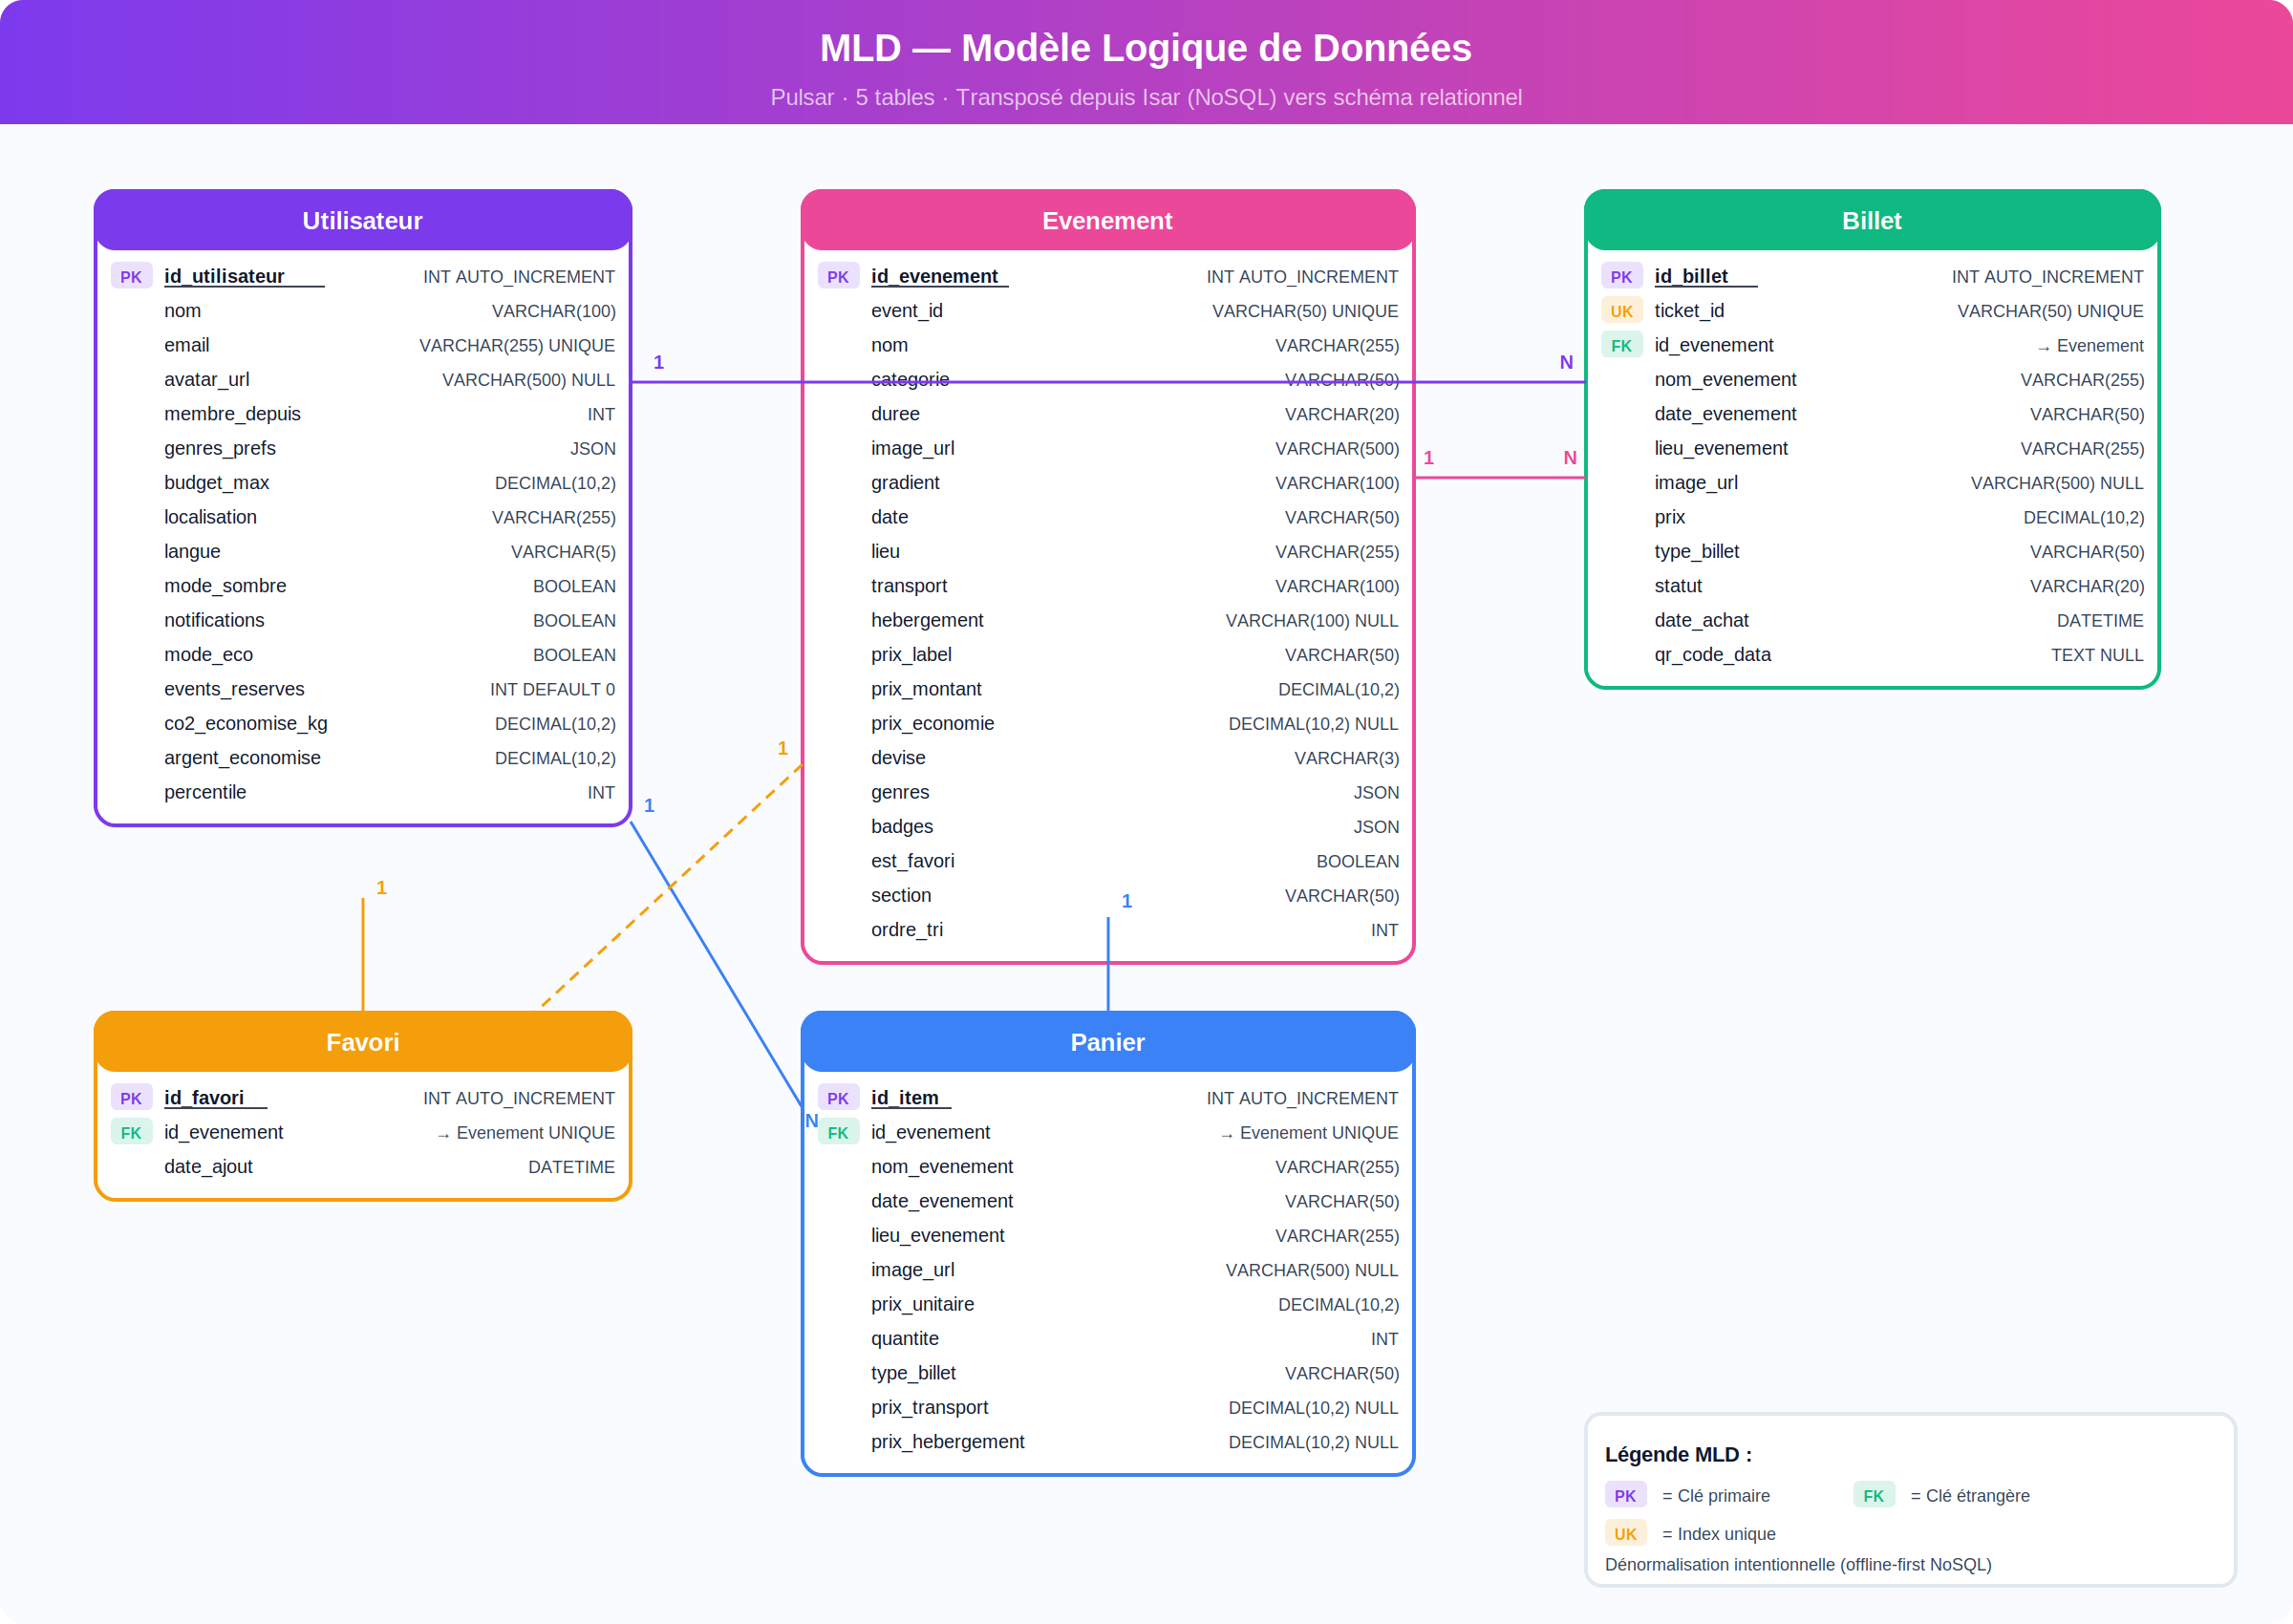 MLD — Modèle Logique de Données
Pulsar · 5 tables · Transposé depuis Isar (NoSQL) vers schéma relationnel
Utilisateur
PK id_utilisateur INT AUTO_INCREMENT
nom VARCHAR(100)
email VARCHAR(255) UNIQUE
avatar_url VARCHAR(500) NULL
membre_depuis INT
genres_prefs JSON
budget_max DECIMAL(10,2)
localisation VARCHAR(255)
langue VARCHAR(5)
mode_sombre BOOLEAN
notifications BOOLEAN
mode_eco BOOLEAN
events_reserves INT DEFAULT 0
co2_economise_kg DECIMAL(10,2)
argent_economise DECIMAL(10,2)
percentile INT
1
1
1
Evenement
PK id_evenement INT AUTO_INCREMENT
event_id VARCHAR(50) UNIQUE
nom VARCHAR(255)
categorie VARCHAR(50)
duree VARCHAR(20)
image_url VARCHAR(500)
gradient VARCHAR(100)
date VARCHAR(50)
lieu VARCHAR(255)
transport VARCHAR(100)
hebergement VARCHAR(100) NULL
prix_label VARCHAR(50)
prix_montant DECIMAL(10,2)
prix_economie DECIMAL(10,2) NULL
devise VARCHAR(3)
genres JSON
badges JSON
est_favori BOOLEAN
section VARCHAR(50)
ordre_tri INT
1
1
1
N
N
Billet
PK id_billet INT AUTO_INCREMENT
UK ticket_id VARCHAR(50) UNIQUE
FK id_evenement → Evenement
nom_evenement VARCHAR(255)
date_evenement VARCHAR(50)
lieu_evenement VARCHAR(255)
image_url VARCHAR(500) NULL
prix DECIMAL(10,2)
type_billet VARCHAR(50)
statut VARCHAR(20)
date_achat DATETIME
qr_code_data TEXT NULL
Favori
PK id_favori INT AUTO_INCREMENT
FK id_evenement → Evenement UNIQUE
date_ajout DATETIME
Panier
PK id_item INT AUTO_INCREMENT
N
FK id_evenement → Evenement UNIQUE
nom_evenement VARCHAR(255)
date_evenement VARCHAR(50)
lieu_evenement VARCHAR(255)
image_url VARCHAR(500) NULL
prix_unitaire DECIMAL(10,2)
quantite INT
type_billet VARCHAR(50)
prix_transport DECIMAL(10,2) NULL
prix_hebergement DECIMAL(10,2) NULL
Légende MLD :
PK = Clé primaire FK = Clé étrangère
UK = Index unique
Dénormalisation intentionnelle (offline-first NoSQL)